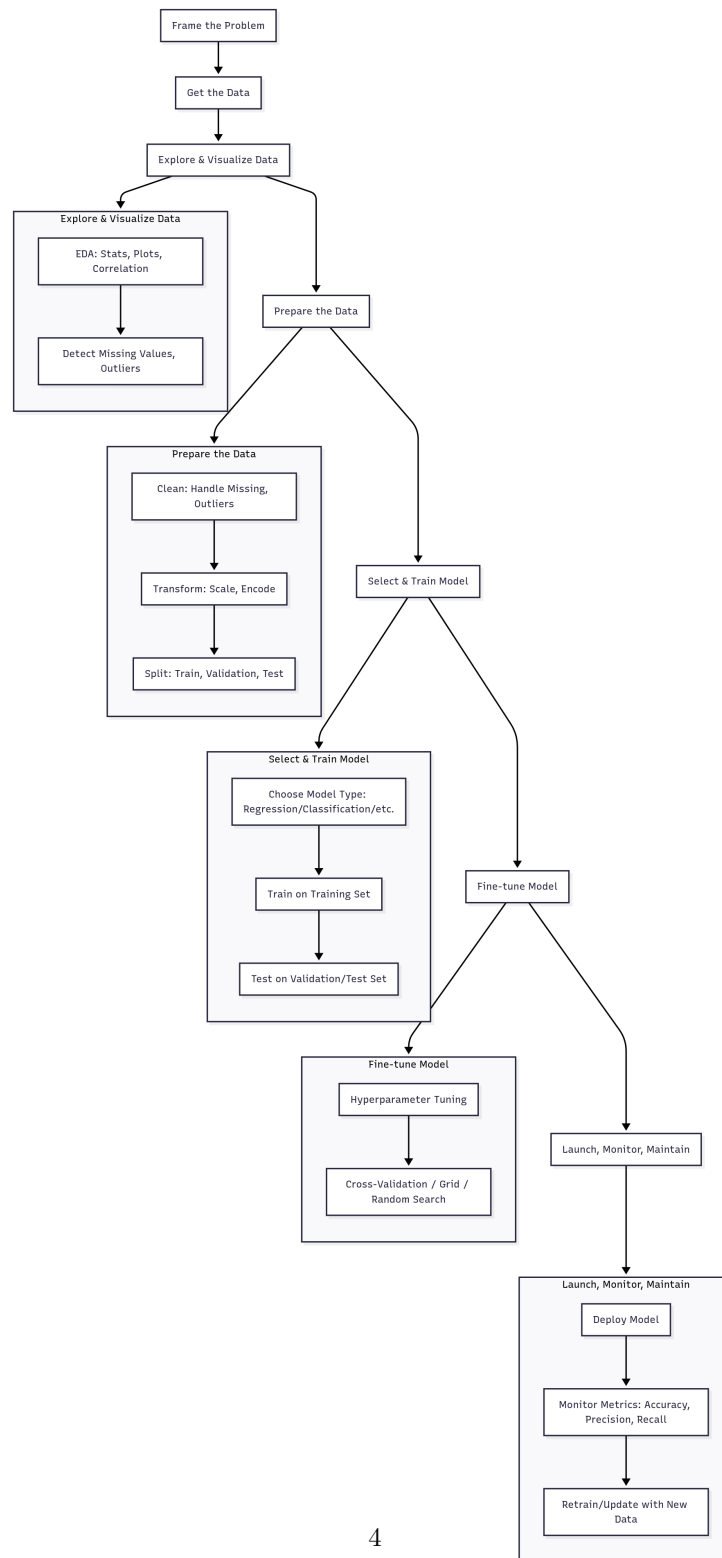 Frame the Problem
Get the Data
Explore & Visualize Data
Explore & Visualize Data
EDA: Stats, Plots,
Correlation
Detect Missing Values,
Outliers
Prepare the Data
Prepare the Data
Clean: Handle Missing,
Outliers
Transform: Scale, Encode
Split: Train, Validation, Test
Select & Train Model
Select & Train Model
Choose Model Type:
Regression/Classification/etc.
Train on Training Set
Test on Validation/Test Set
Fine-tune Model
Fine-tune Model
Hyperparameter Tuning
Cross-Validation / Grid /
Random Search
Launch, Monitor, Maintain
Launch, Monitor, Maintain
Deploy Model
Monitor Metrics: Accuracy,
Precision, Recall
Retrain/Update with New
Data
4